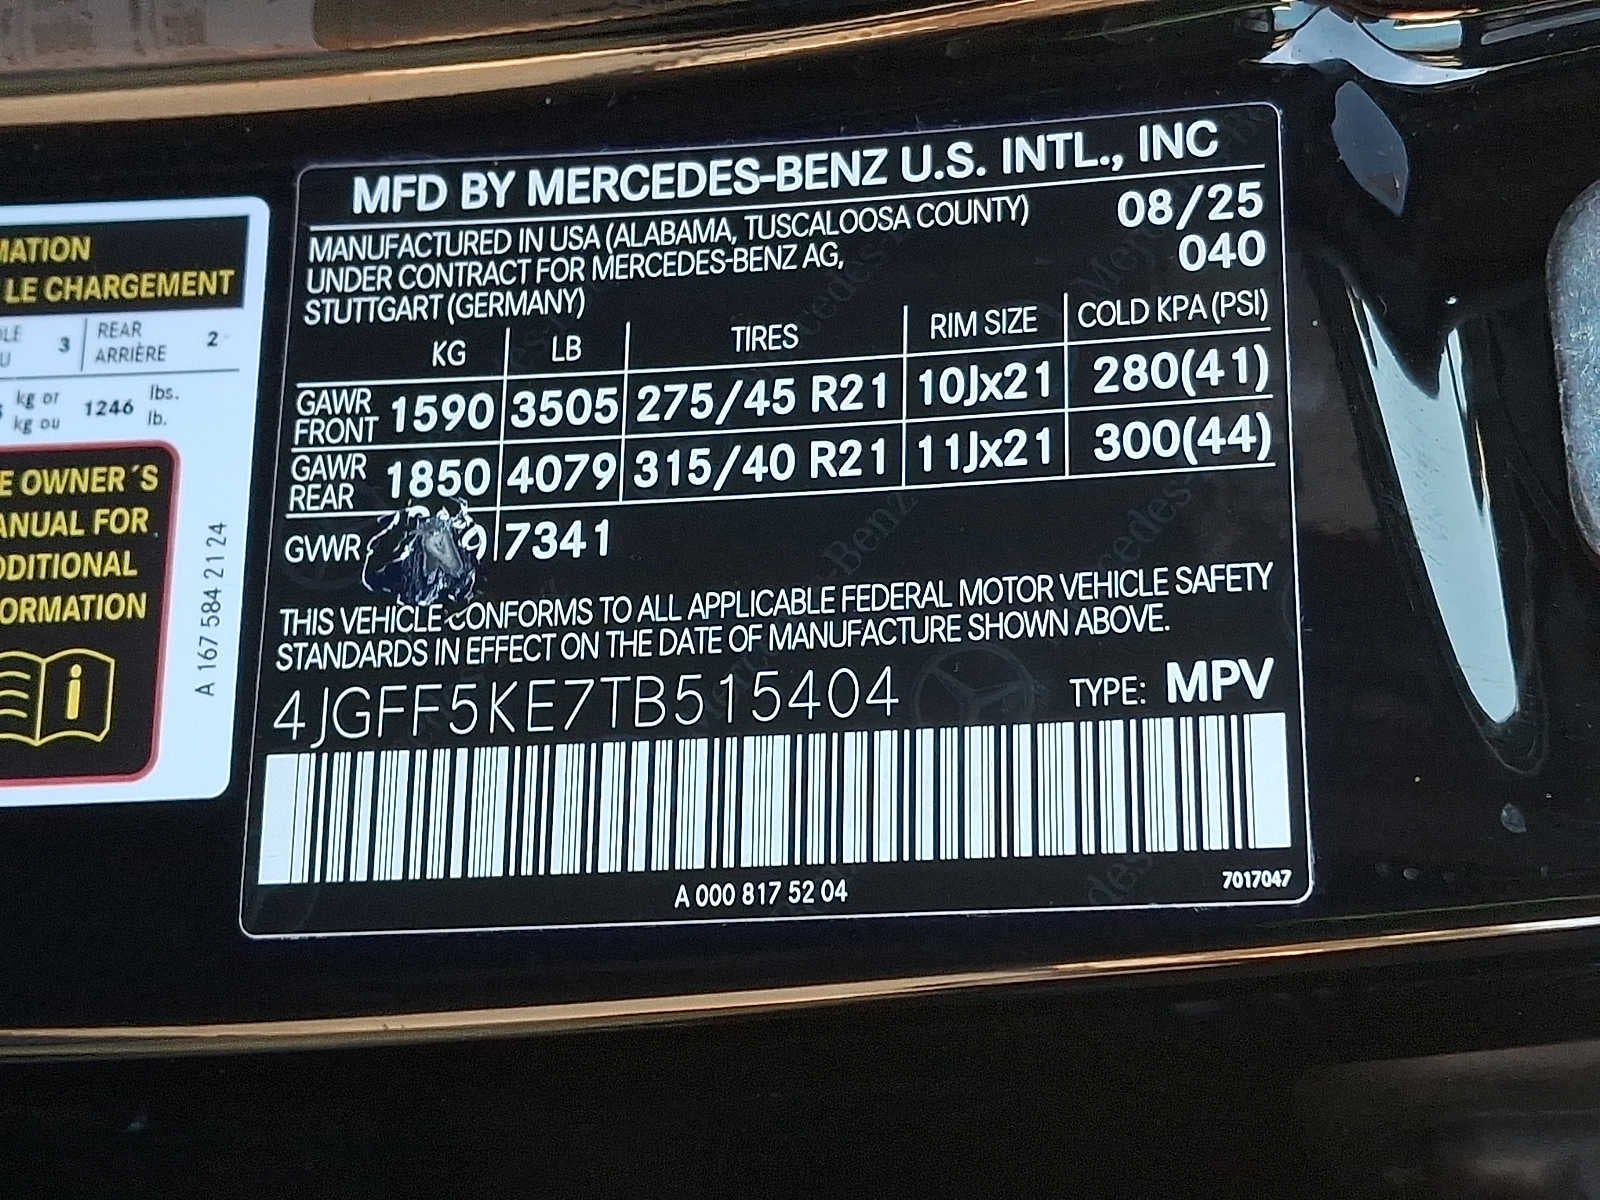 MATION
LE CHARGEMENT
3 REAR ARRIÈRE 2
kg or kg ou 1246 lbs. lb.
E OWNER´S
ANUAL FOR
DDITIONAL
ORMATION
A 167 584 21 24
MFD BY MERCEDES-BENZ U.S. INTL., INC
MANUFACTURED IN USA (ALABAMA, TUSCALOOSA COUNTY) 08/25
UNDER CONTRACT FOR MERCEDES-BENZ AG, 040
STUTTGART (GERMANY)
KG LB TIRES RIM SIZE COLD KPA (PSI)
GAWR FRONT 1590 3505 275/45 R21 10Jx21 280(41)
GAWR REAR 1850 4079 315/40 R21 11Jx21 300(44)
GVWR 7341
THIS VEHICLE CONFORMS TO ALL APPLICABLE FEDERAL MOTOR VEHICLE SAFETY
STANDARDS IN EFFECT ON THE DATE OF MANUFACTURE SHOWN ABOVE.
4JGFF5KE7TB515404 TYPE: MPV
A 000 817 52 04 7017047